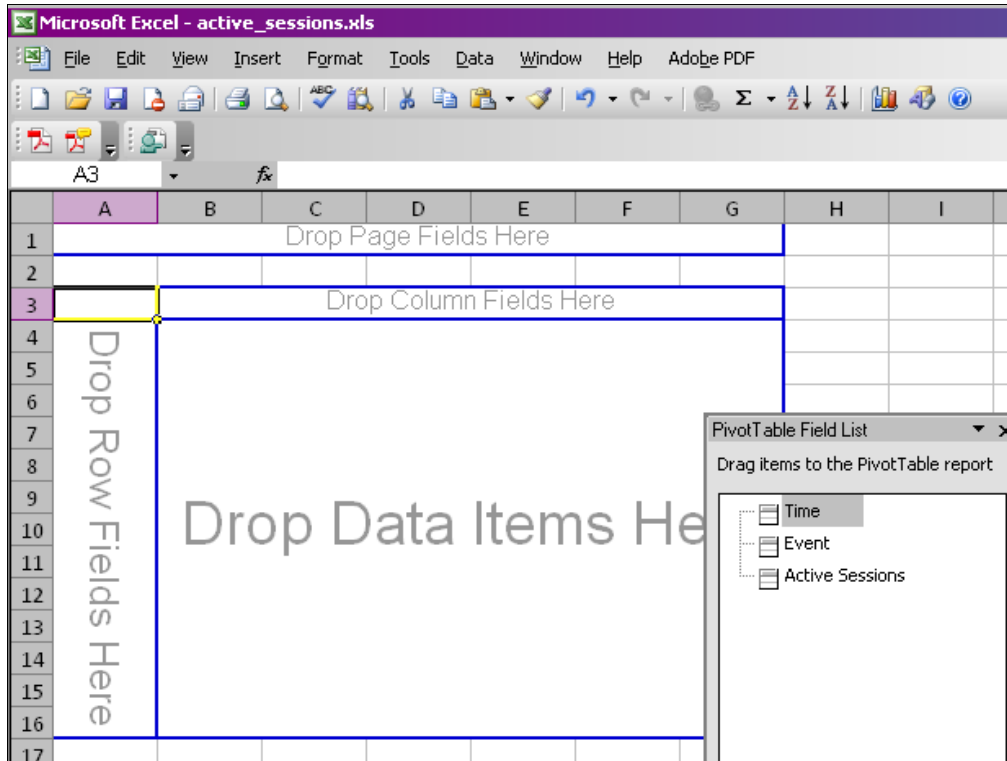 Microsoft Excel - active_sessions.xls
File Edit View Insert Format Tools Data Window Help Adobe PDF
ABC Σ A Z Z A ?
A3 fx
A B C D E F G H I
1 Drop Page Fields Here
2
3 Drop Column Fields Here
4
5
6
7
8
9
10
11
12
13
14
15
16
17
Drop Row Fields Here
Drop Data Items He
PivotTable Field List
Drag items to the PivotTable report
Time
Event
Active Sessions